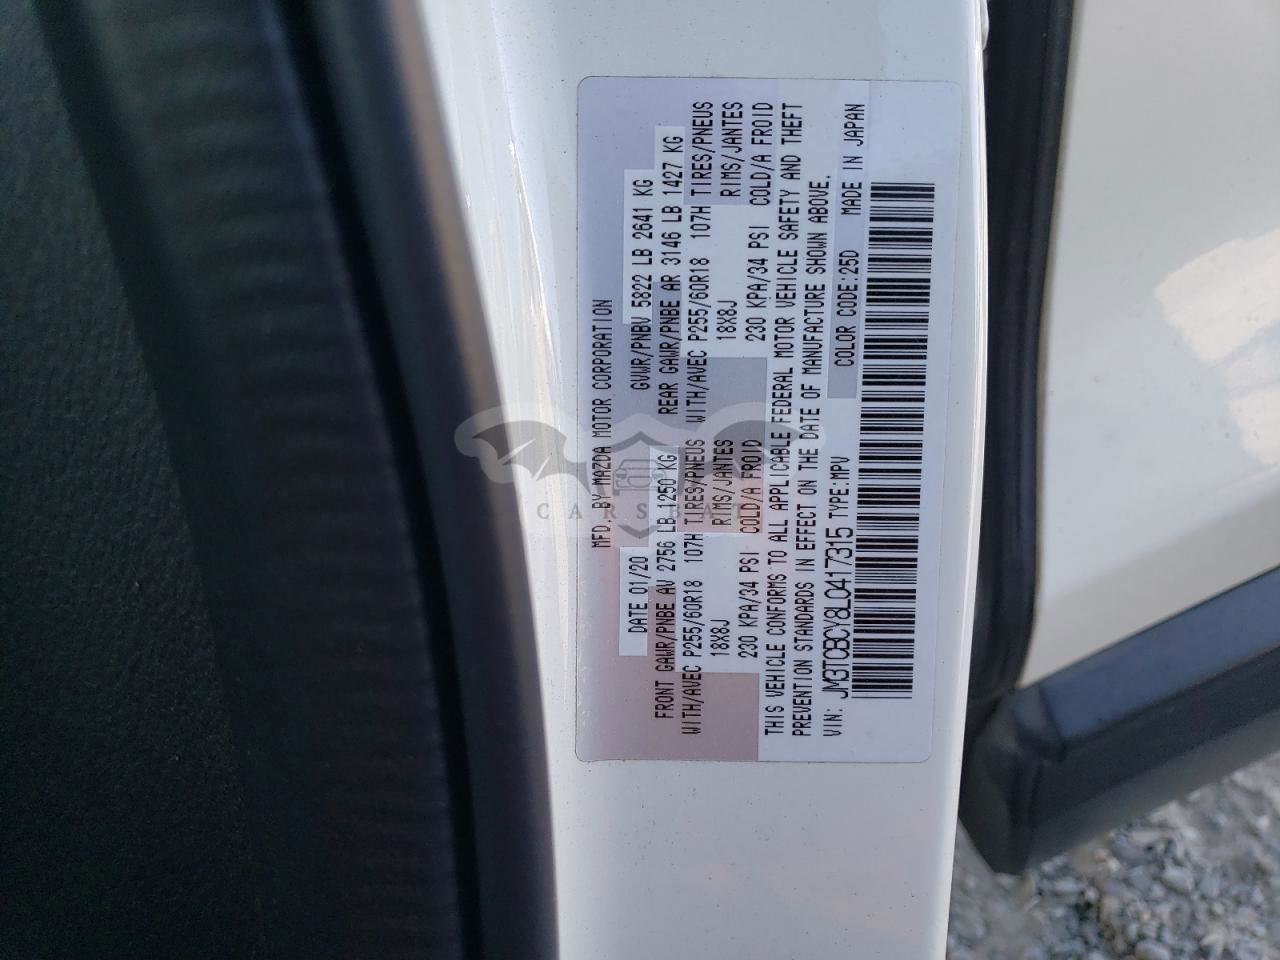 MFD. BY MAZDA MOTOR CORPORATION
DATE 01/20 GVWR/PNBV 5822 LB 2641 KG
FRONT GAWR/PNBE AV 2756 LB 1250 KG REAR GAWR/PNBE AR 3146 LB 1427 KG
WITH/AVEC P255/60R18 107H TIRES/PNEUS WITH/AVEC P255/60R18 107H TIRES/PNEUS
18X8J RIMS/JANTES 18X8J RIMS/JANTES
230 KPA/34 PSI COLD/A FROID 230 KPA/34 PSI COLD/A FROID
THIS VEHICLE CONFORMS TO ALL APPLICABLE FEDERAL MOTOR VEHICLE SAFETY AND THEFT
PREVENTION STANDARDS IN EFFECT ON THE DATE OF MANUFACTURE SHOWN ABOVE.
VIN: JM3TCBCY8L0417315 TYPE:MPV COLOR CODE:25D MADE IN JAPAN
CARSBAT